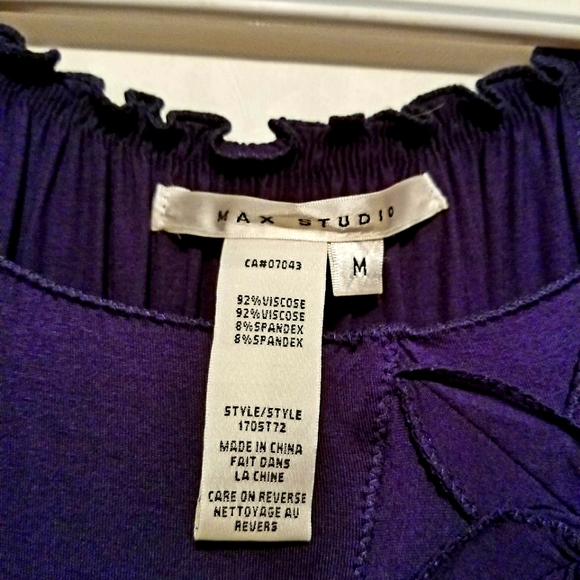 MAX STUDIO
M
CA#07043
92%VISCOSE
92%VISCOSE
8%SPANDEX
8%SPANDEX
STYLE/STYLE
170ST72
MADE IN CHINA
FAIT DANS
LA CHINE
CARE ON REVERSE
NETTOYAGE AU
REVERS